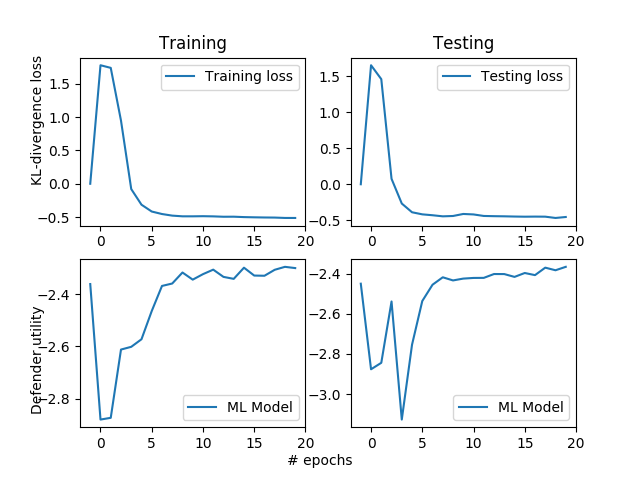 Training
Testing
KL-divergence loss
1.5
1.0
0.5
0.0
−0.5
Training loss
0 5 10 15 20
1.5
1.0
0.5
0.0
−0.5
Testing loss
0 5 10 15 20
Defender utility
−2.4
−2.6
−2.8
ML Model
0 5 10 15 20
−2.4
−2.6
−2.8
−3.0
ML Model
0 5 10 15 20
# epochs